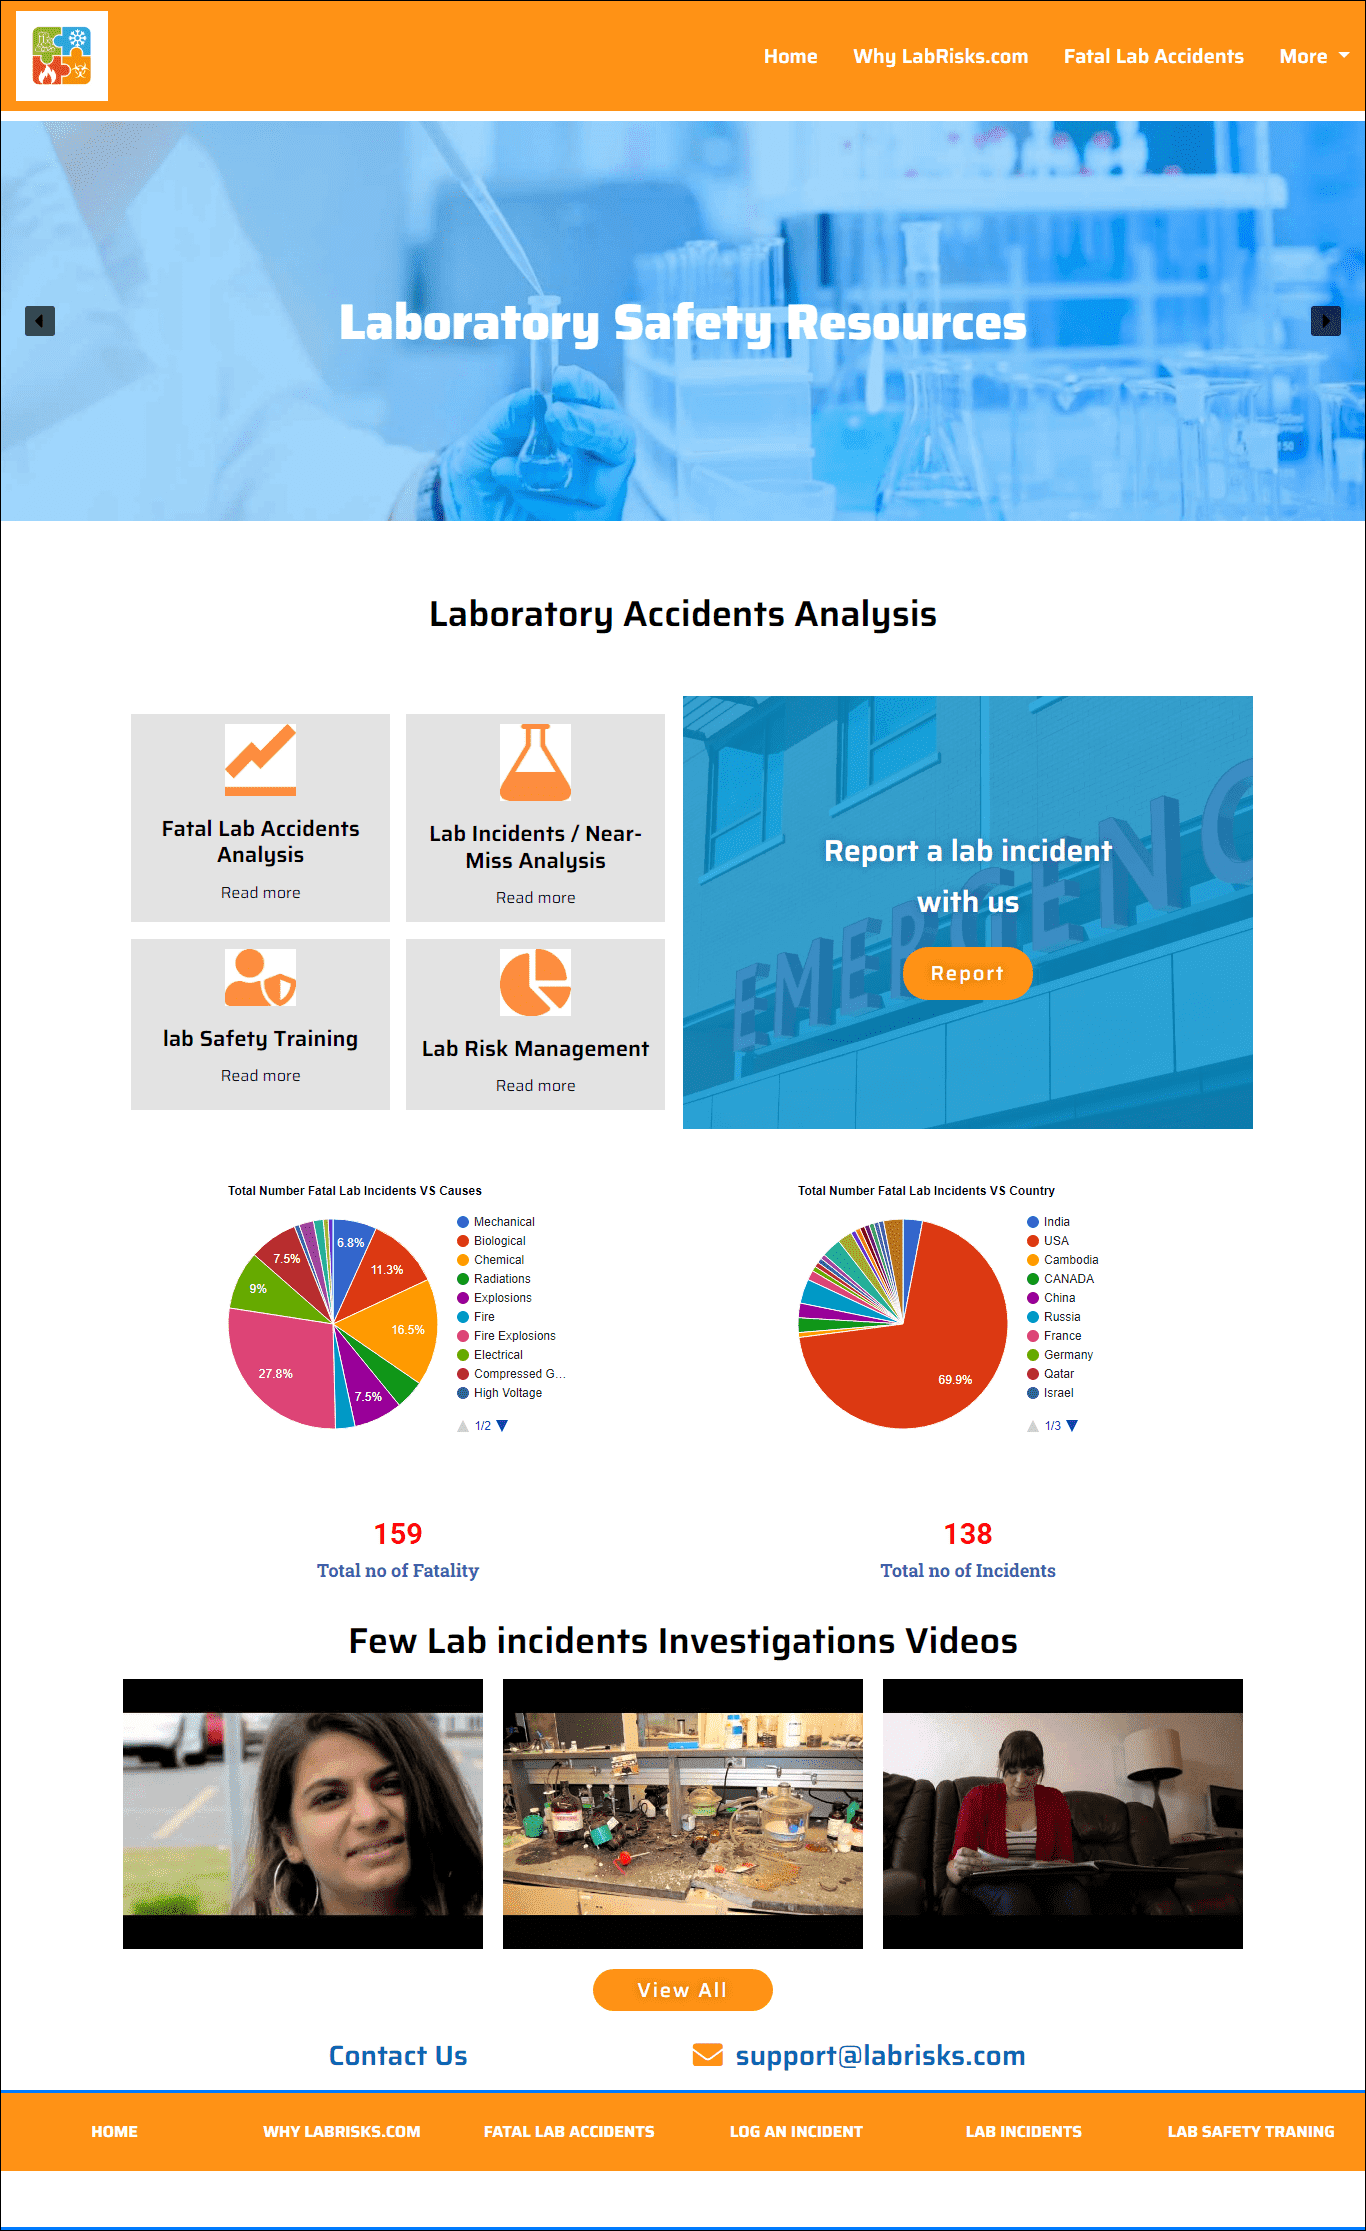 Home
Why LabRisks.com
Fatal Lab Accidents
More
Laboratory Safety Resources
Laboratory Accidents Analysis
Fatal Lab Accidents
Analysis
Read more
Lab Incidents / Near-
Miss Analysis
Read more
lab Safety Training
Read more
Lab Risk Management
Read more
EMERGENC
Report a lab incident
with us
Report
Total Number Fatal Lab Incidents VS Causes
6.8%
11.3%
16.5%
7.5%
27.8%
9%
7.5%
Mechanical
Biological
Chemical
Radiations
Explosions
Fire
Fire Explosions
Electrical
Compressed G...
High Voltage
1/2
Total Number Fatal Lab Incidents VS Country
69.9%
India
USA
Cambodia
CANADA
China
Russia
France
Germany
Qatar
Israel
1/3
159
Total no of Fatality
138
Total no of Incidents
Few Lab incidents Investigations Videos
View All
Contact Us
support@labrisks.com
HOME
WHY LABRISKS.COM
FATAL LAB ACCIDENTS
LOG AN INCIDENT
LAB INCIDENTS
LAB SAFETY TRANING